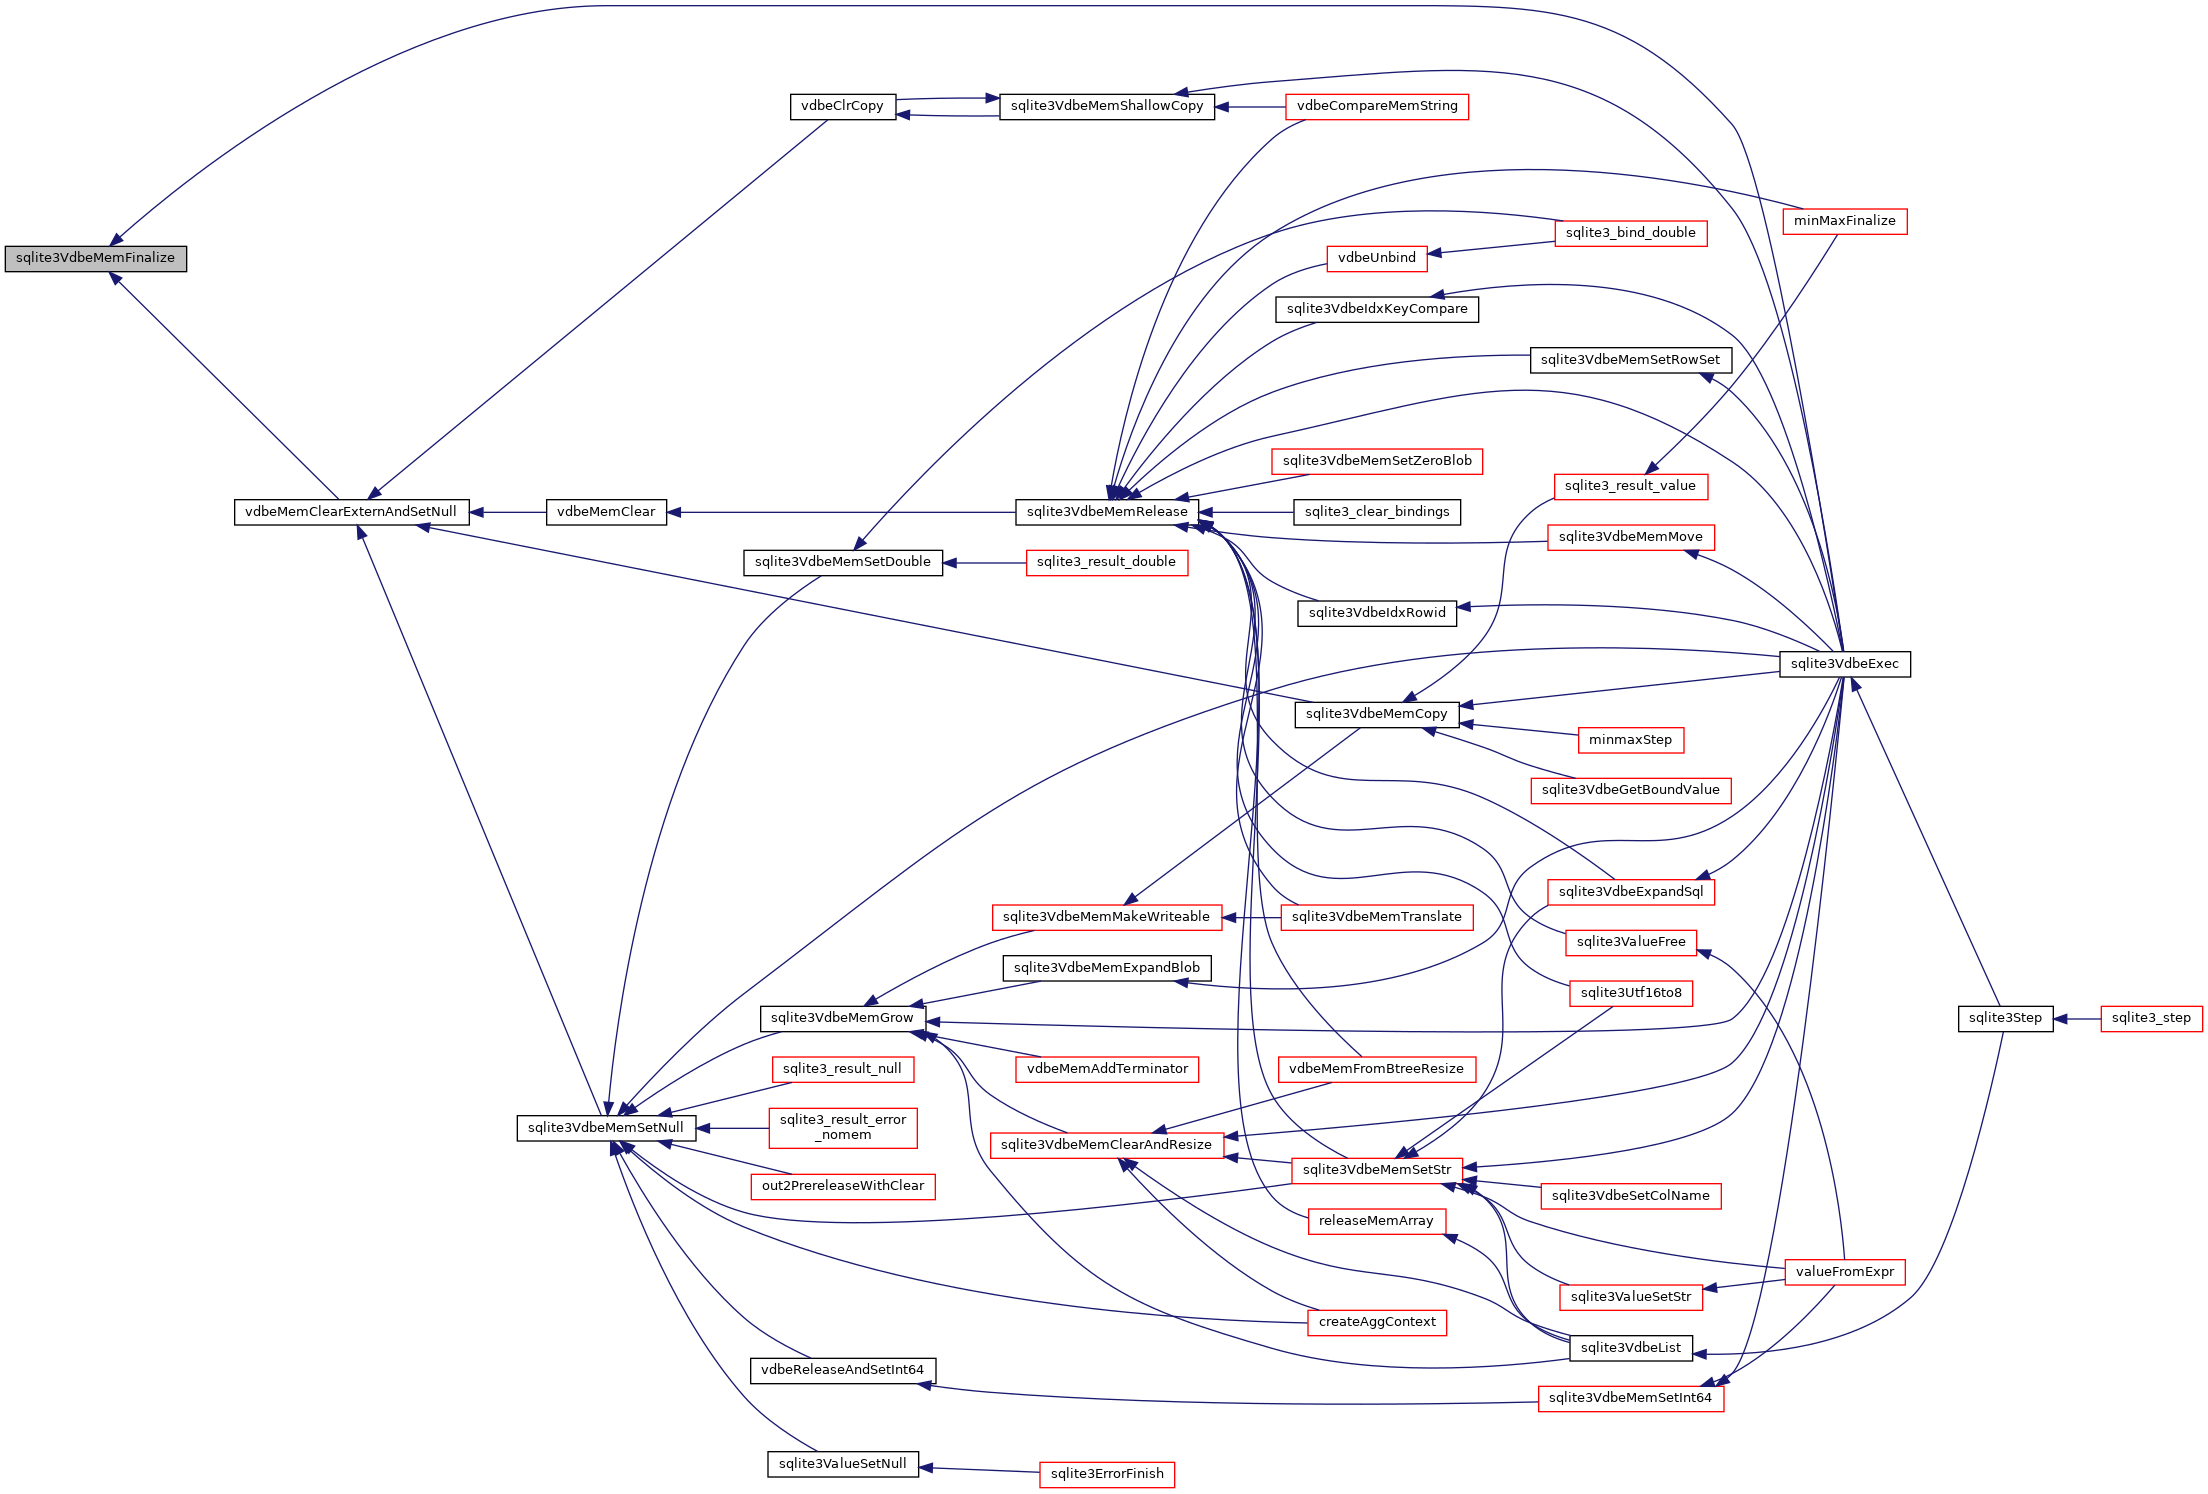 vdbeClrCopy
sqlite3VdbeMemShallowCopy
vdbeCompareMemString
minMaxFinalize
sqlite3_bind_double
sqlite3VdbeMemFinalize
vdbeUnbind
sqlite3VdbeIdxKeyCompare
sqlite3VdbeMemSetRowSet
sqlite3VdbeMemSetZeroBlob
sqlite3_result_value
vdbeMemClearExternAndSetNull
vdbeMemClear
sqlite3VdbeMemRelease
sqlite3_clear_bindings
sqlite3VdbeMemMove
sqlite3VdbeMemSetDouble
sqlite3_result_double
sqlite3VdbeIdxRowid
sqlite3VdbeExec
sqlite3VdbeMemCopy
minmaxStep
sqlite3VdbeGetBoundValue
sqlite3VdbeExpandSql
sqlite3VdbeMemMakeWriteable
sqlite3VdbeMemTranslate
sqlite3ValueFree
sqlite3VdbeMemExpandBlob
sqlite3Utf16to8
sqlite3VdbeMemGrow
sqlite3Step
sqlite3_step
sqlite3_result_null
vdbeMemAddTerminator
vdbeMemFromBtreeResize
sqlite3VdbeMemSetNull
sqlite3_result_error
_nomem
sqlite3VdbeMemClearAndResize
sqlite3VdbeMemSetStr
out2PrereleaseWithClear
sqlite3VdbeSetColName
releaseMemArray
valueFromExpr
sqlite3ValueSetStr
createAggContext
sqlite3VdbeList
vdbeReleaseAndSetInt64
sqlite3VdbeMemSetInt64
sqlite3ValueSetNull
sqlite3ErrorFinish